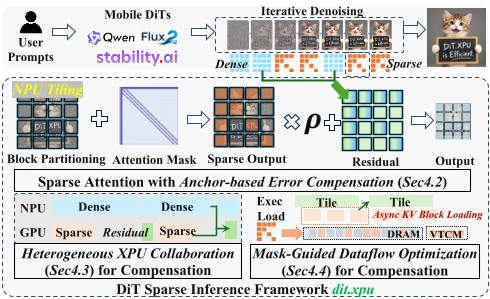 User
Prompts
Mobile DiTs
Qwen Flux2
stability.ai
Iterative Denoising
Dense
Sparse
DiT.XPU
is Efficient
NPU Tiling
Block Partitioning
Attention Mask
Sparse Output
ρ
Residual
Output
Sparse Attention with Anchor-based Error Compensation (Sec4.2)
NPU Dense Dense
GPU Sparse Residual Sparse
Heterogeneous XPU Collaboration
(Sec4.3) for Compensation
Exec Tile Tile
Load Async KV Block Loading
DRAM VTCM
Mask-Guided Dataflow Optimization
(Sec4.4) for Compensation
DiT Sparse Inference Framework dit.xpu